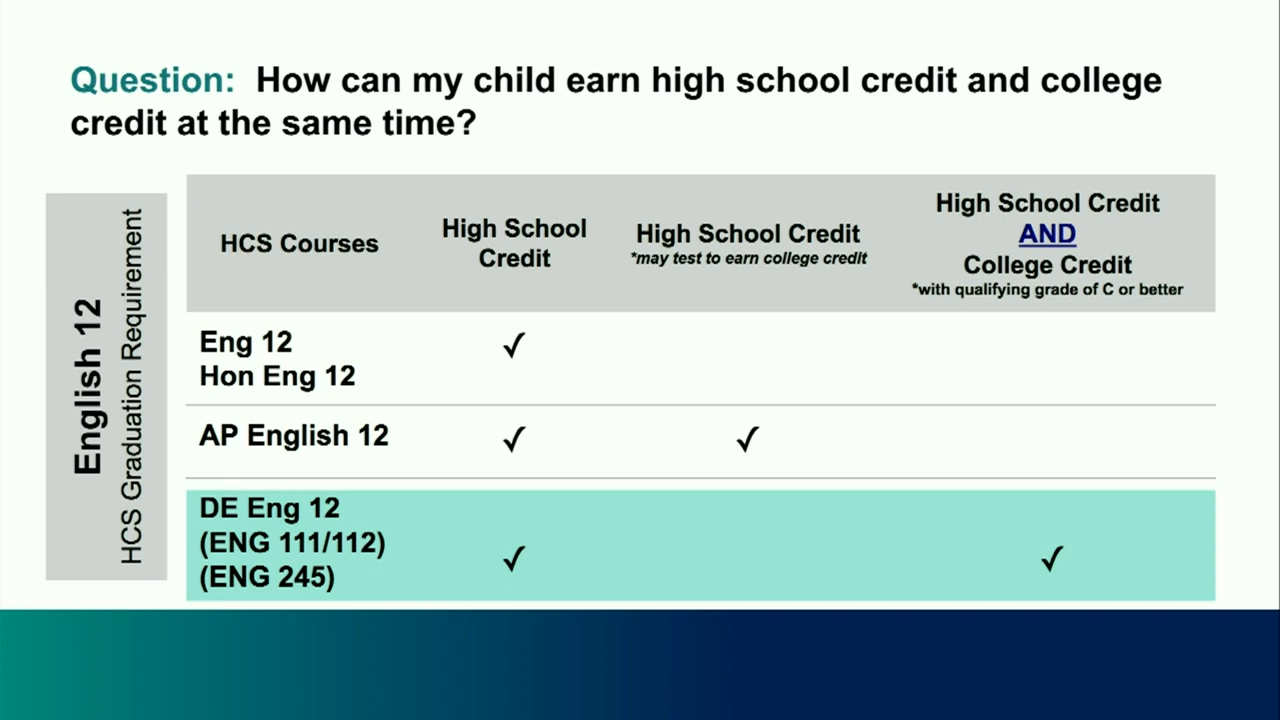 Question: How can my child earn high school credit and college
credit at the same time?
English 12
HCS Graduation Requirement
HCS Courses
High School
Credit
High School Credit
*may test to earn college credit
High School Credit
AND
College Credit
*with qualifying grade of C or better
Eng 12
✓
Hon Eng 12
AP English 12 ✓ ✓
DE Eng 12
(ENG 111/112)
✓ ✓
(ENG 245)